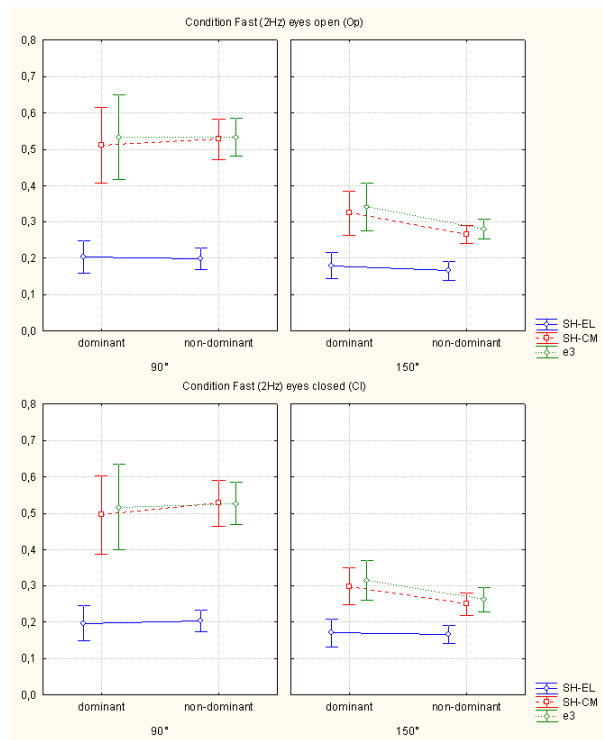 Condition Fast (2Hz) eyes open (Op)
0,8
0,7
0,6
0,5
0,4
0,3
0,2
0,1
0,0
dominant non-dominant dominant non-dominant
90° 150°
SH-EL
SH-CM
e3
Condition Fast (2Hz) eyes closed (Cl)
0,8
0,7
0,6
0,5
0,4
0,3
0,2
0,1
0,0
dominant non-dominant dominant non-dominant
90° 150°
SH-EL
SH-CM
e3